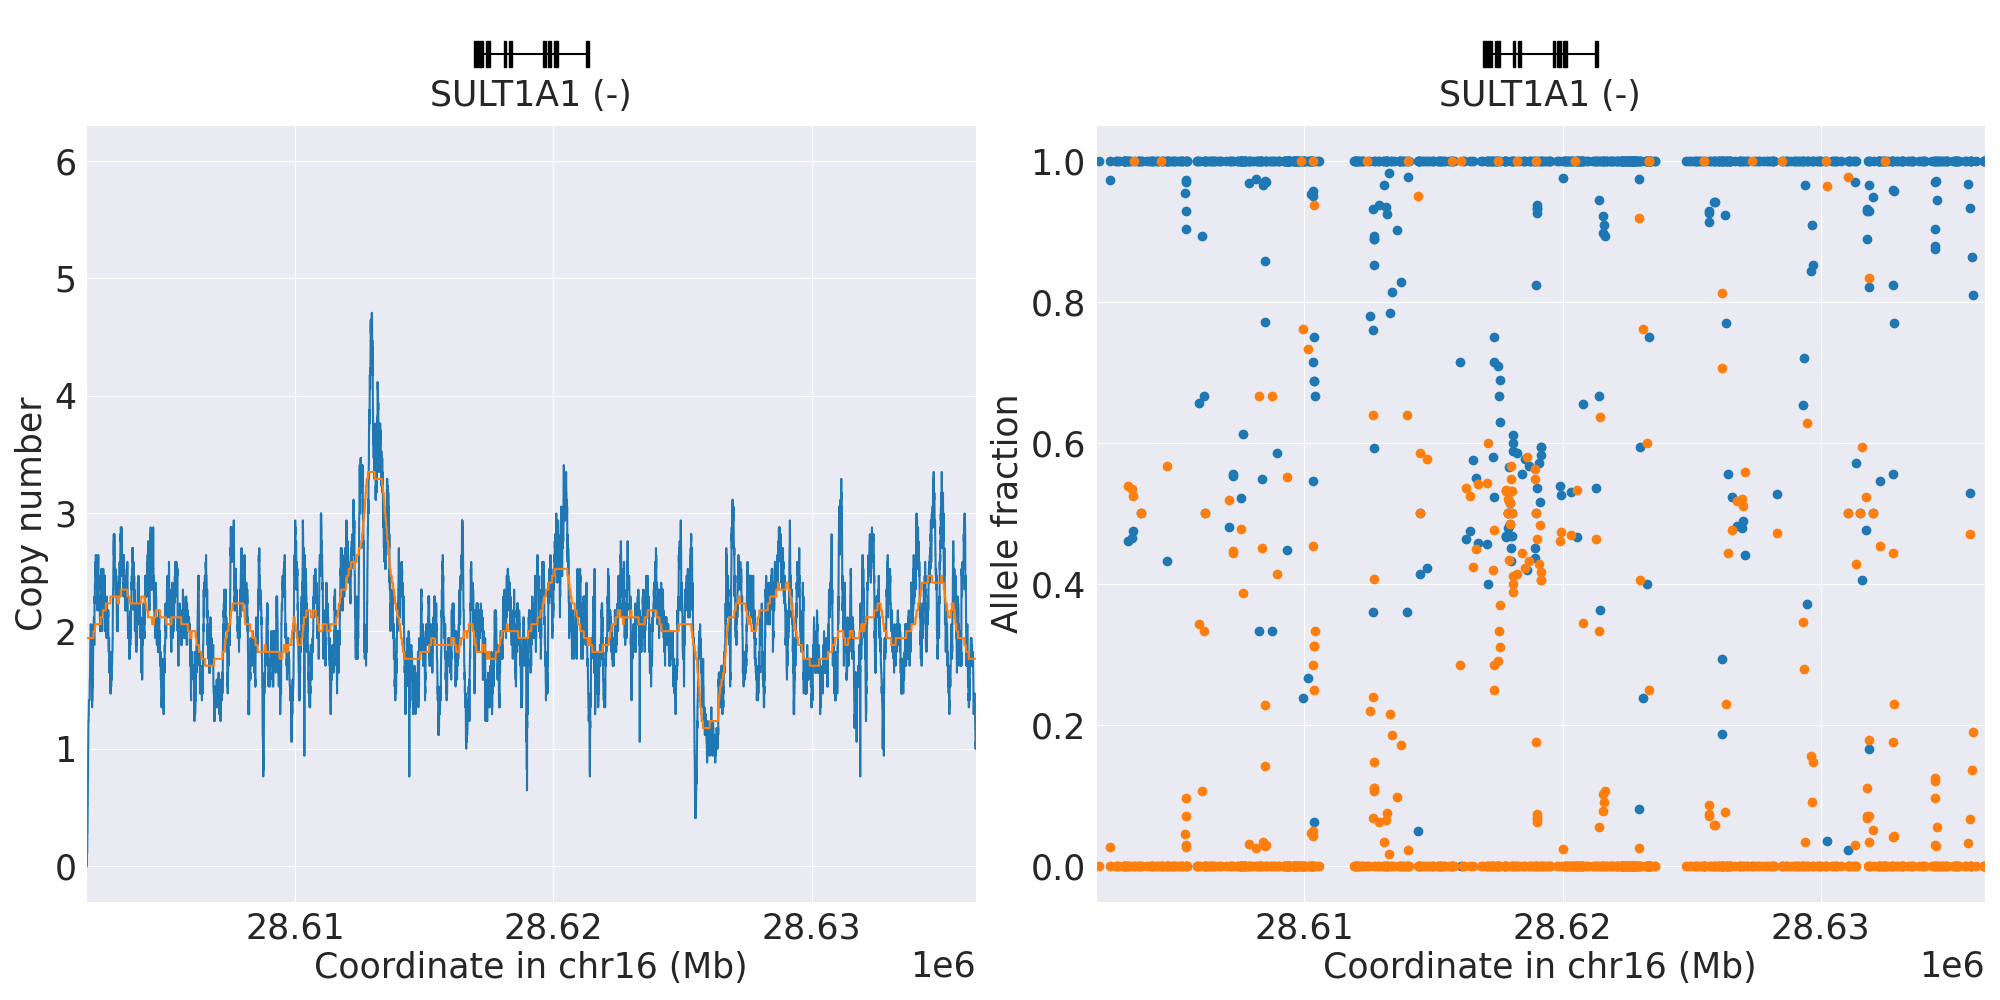 SULT1A1 (-)
6
5
4
3
2
1
0
Copy number
28.61
28.62
28.63
Coordinate in chr16 (Mb)
1e6
SULT1A1 (-)
1.0
0.8
0.6
0.4
0.2
0.0
Allele fraction
28.61
28.62
28.63
Coordinate in chr16 (Mb)
1e6